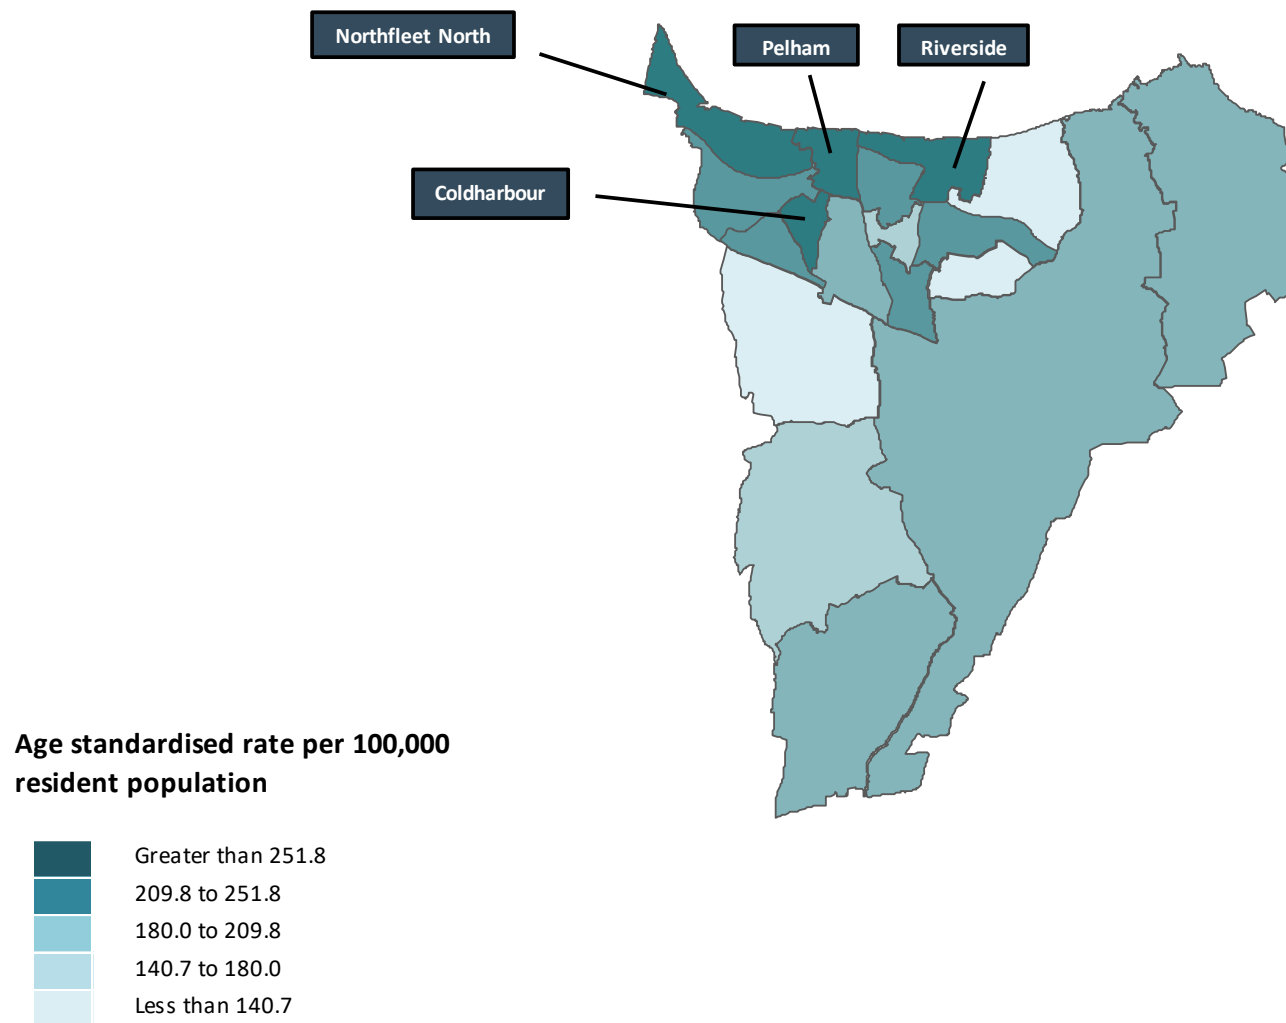 Northfleet North
Pelham
Riverside
Coldharbour
Age standardised rate per 100,000
resident population
Greater than 251.8
209.8 to 251.8
180.0 to 209.8
140.7 to 180.0
Less than 140.7